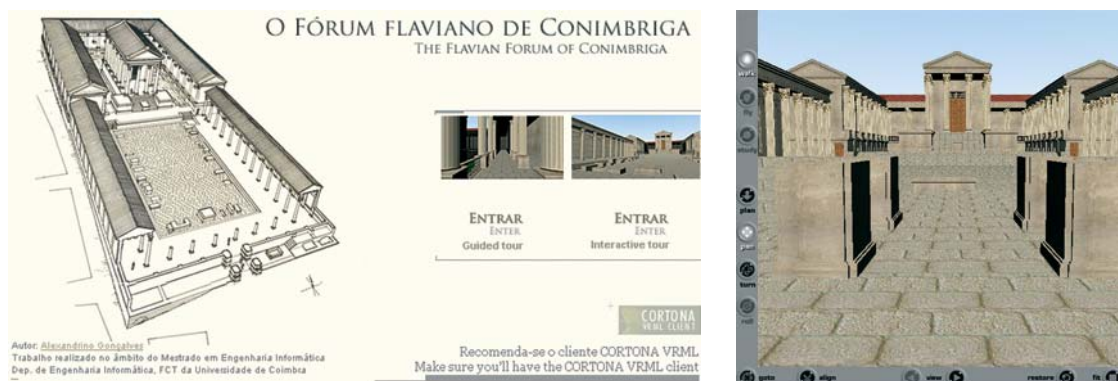 O FÓRUM FLAVIANO DE CONIMBRIGA
THE FLAVIAN FORUM OF CONIMBRIGA
ENTRAR
ENTER
Guided tour
ENTRAR
ENTER
Interactive tour
CORTONA
VRML CLIENT
Recomenda-se o cliente CORTONA VRML
Make sure you'll have the CORTONA VRML client
Autor: Alexandrino Gonçalves
Trabalho realizado no âmbito do Mestrado em Engenharia Informática
Dep. de Engenharia Informática, FCT da Universidade de Coimbra
walk
fly
study
plan
pan
turn
roll
goto
align
view
restore
fit